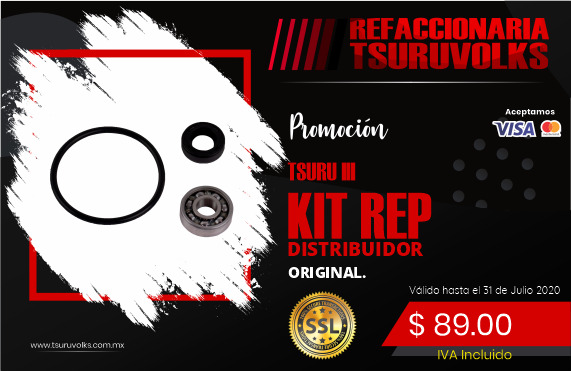 REFACCIONARIA
TSURUVOLKS
Aceptamos
VISA
Promoción
TSURU III
KIT REP
DISTRIBUIDOR
ORIGINAL.
SSL
Válido hasta el 31 de Julio 2020
$ 89.00
IVA Incluido
www.tsuruvolks.com.mx